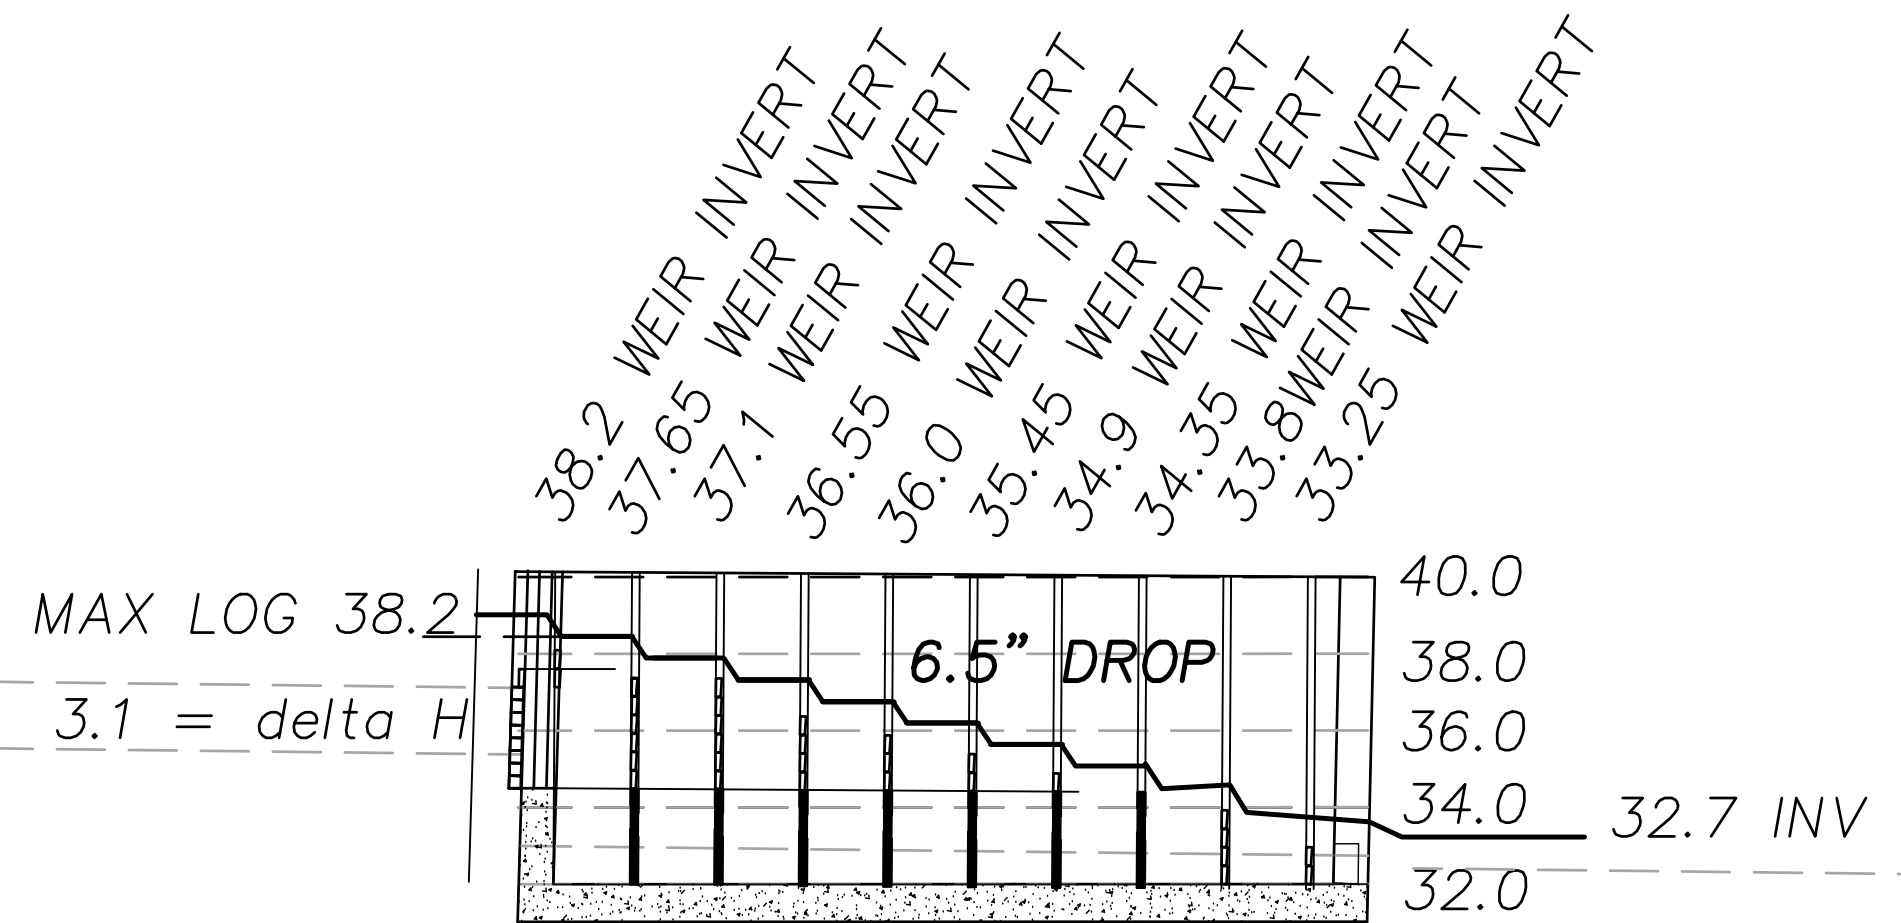 38.2 WEIR INVERT
37.65 WEIR INVERT
37.1 WEIR INVERT
36.55 WEIR INVERT
36.0 WEIR INVERT
35.45 WEIR INVERT
34.9 WEIR INVERT
34.35 WEIR INVERT
33.8 WEIR INVERT
33.25 WEIR INVERT
MAX LOG 38.2
3.1 = delta H
6.5" DROP
40.0
38.0
36.0
34.0
32.0
32.7 INV